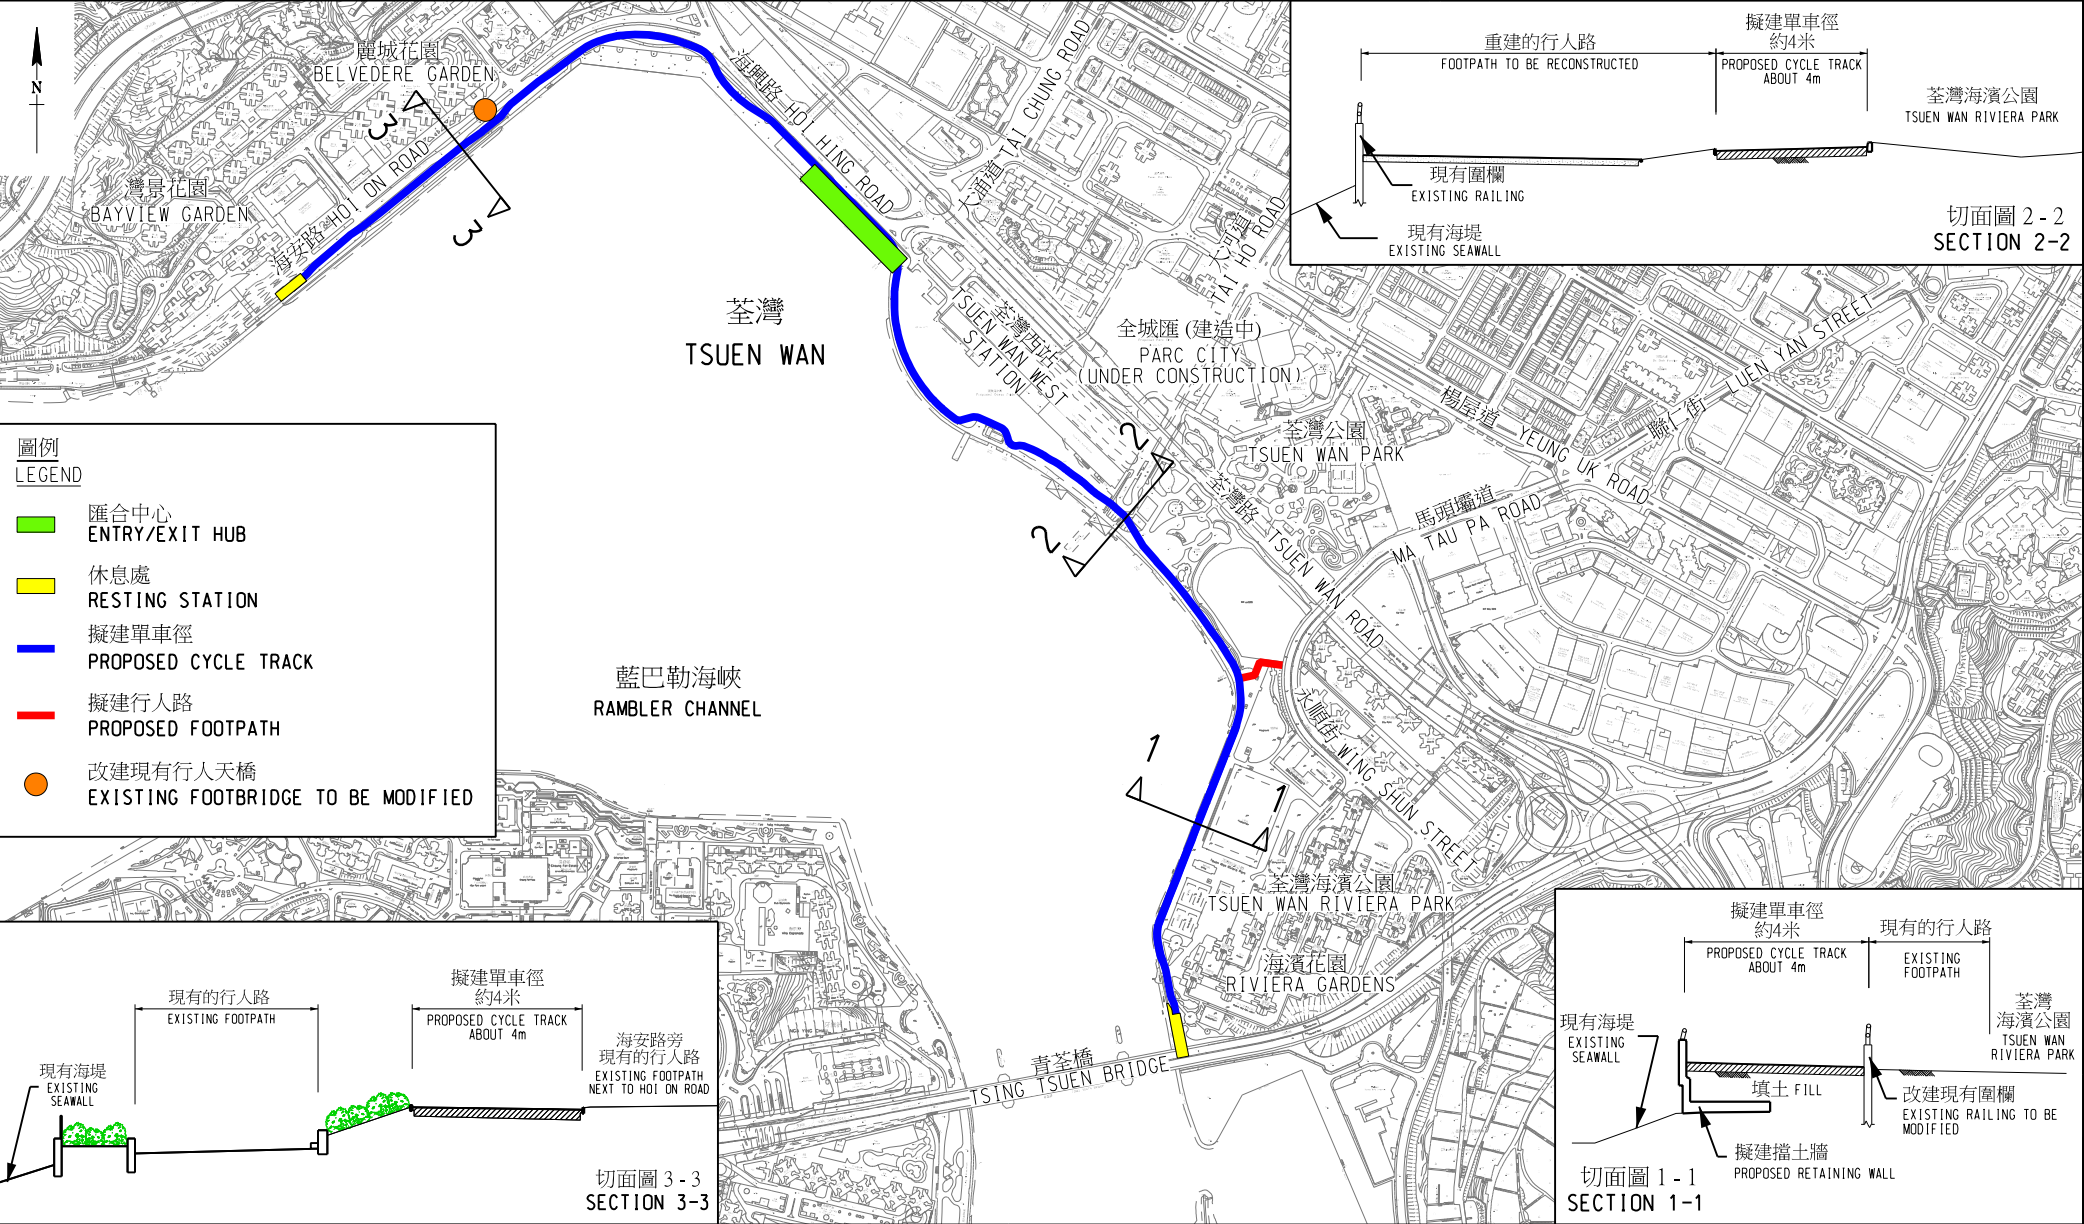 N
麗城花園
BELVEDERE GARDEN
灣景花園
BAYVIEW GARDEN
海安路 HOI ON ROAD
3
3
海興路 HOI HING ROAD
大涌道 TAI CHUNG ROAD
大河道
TAI HO ROAD
荃灣
TSUEN WAN
荃灣西站
TSUEN WAN WEST
STATION
全城匯 (建造中)
PARC CITY
(UNDER CONSTRUCTION)
荃灣公園
TSUEN WAN PARK
楊屋道 YEUNG UK ROAD
聯仁街 LUEN YAN STREET
馬頭壩道
MA TAU PA ROAD
荃灣路 TSUEN WAN ROAD
2
2
藍巴勒海峽
RAMBLER CHANNEL
永順街 WING SHUN STREET
1
1
荃灣海濱公園
TSUEN WAN RIVIERA PARK
海濱花園
RIVIERA GARDENS
青荃橋
TSING TSUEN BRIDGE
圖例
LEGEND
匯合中心
ENTRY/EXIT HUB
休息處
RESTING STATION
擬建單車徑
PROPOSED CYCLE TRACK
擬建行人路
PROPOSED FOOTPATH
改建現有行人天橋
EXISTING FOOTBRIDGE TO BE MODIFIED
重建的行人路
FOOTPATH TO BE RECONSTRUCTED
擬建單車徑
約4米
PROPOSED CYCLE TRACK
ABOUT 4m
荃灣海濱公園
TSUEN WAN RIVIERA PARK
現有圍欄
EXISTING RAILING
現有海堤
EXISTING SEAWALL
切面圖 2 - 2
SECTION 2-2
現有的行人路
EXISTING FOOTPATH
擬建單車徑
約4米
PROPOSED CYCLE TRACK
ABOUT 4m
海安路旁
現有的行人路
EXISTING FOOTPATH
NEXT TO HOI ON ROAD
現有海堤
EXISTING
SEAWALL
切面圖 3 - 3
SECTION 3-3
擬建單車徑
約4米
PROPOSED CYCLE TRACK
ABOUT 4m
現有的行人路
EXISTING
FOOTPATH
荃灣
海濱公園
TSUEN WAN
RIVIERA PARK
現有海堤
EXISTING
SEAWALL
填土 FILL
改建現有圍欄
EXISTING RAILING TO BE
MODIFIED
擬建擋土牆
PROPOSED RETAINING WALL
切面圖 1 - 1
SECTION 1-1